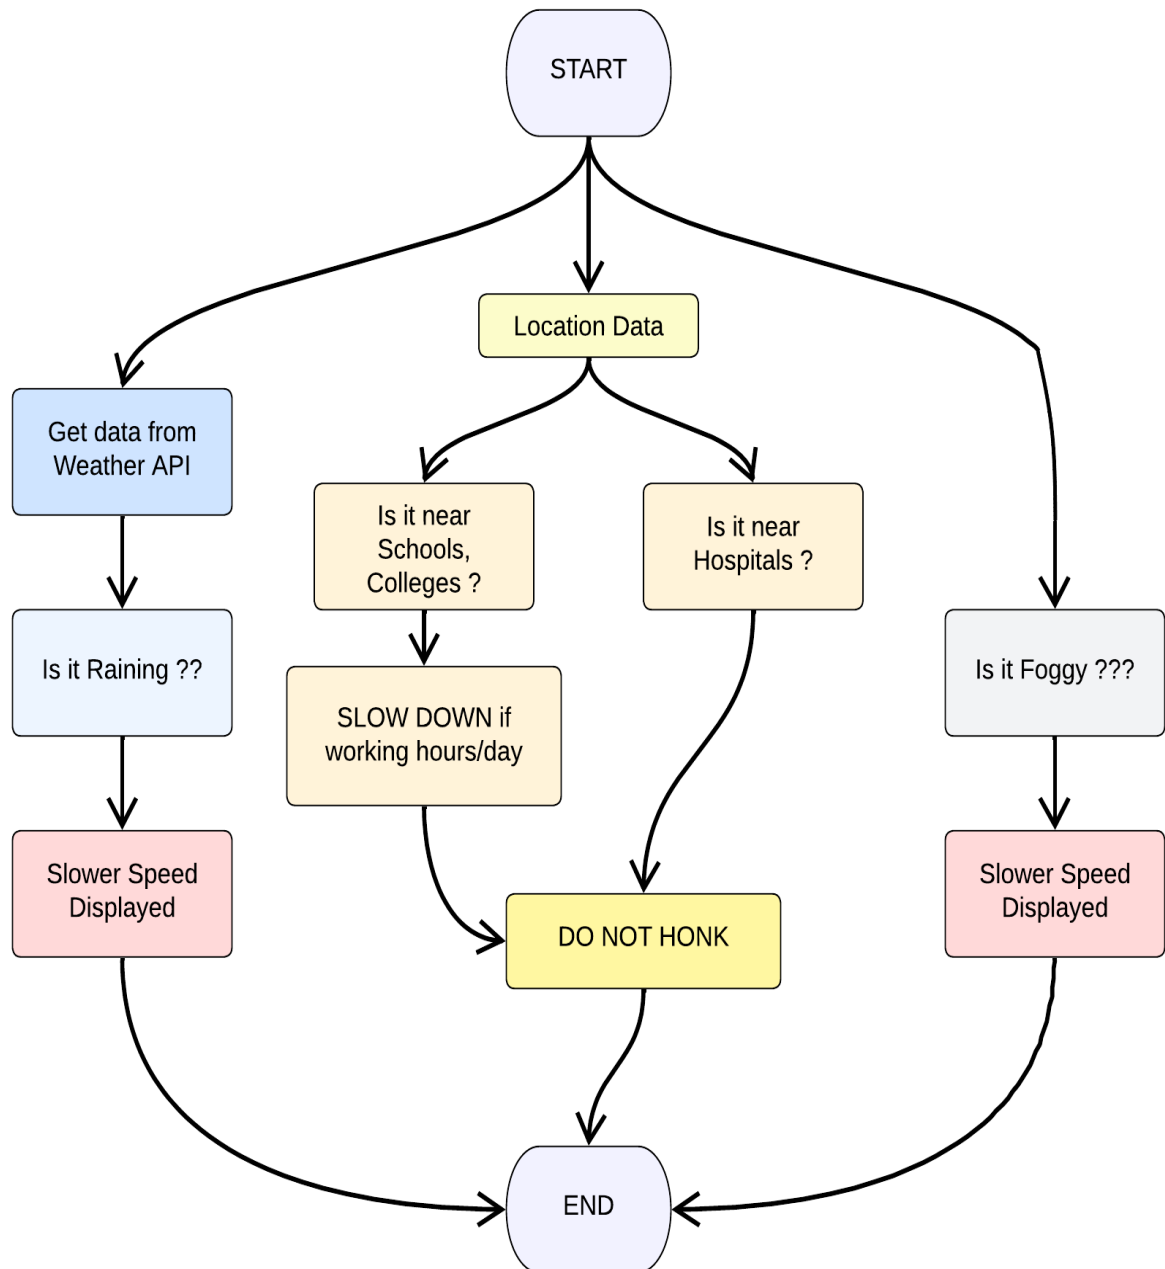 START
Location Data
Get data from
Weather API
Is it near
Schools,
Colleges ?
Is it near
Hospitals ?
Is it Raining ??
Is it Foggy ???
SLOW DOWN if
working hours/day
Slower Speed
Displayed
DO NOT HONK
Slower Speed
Displayed
END